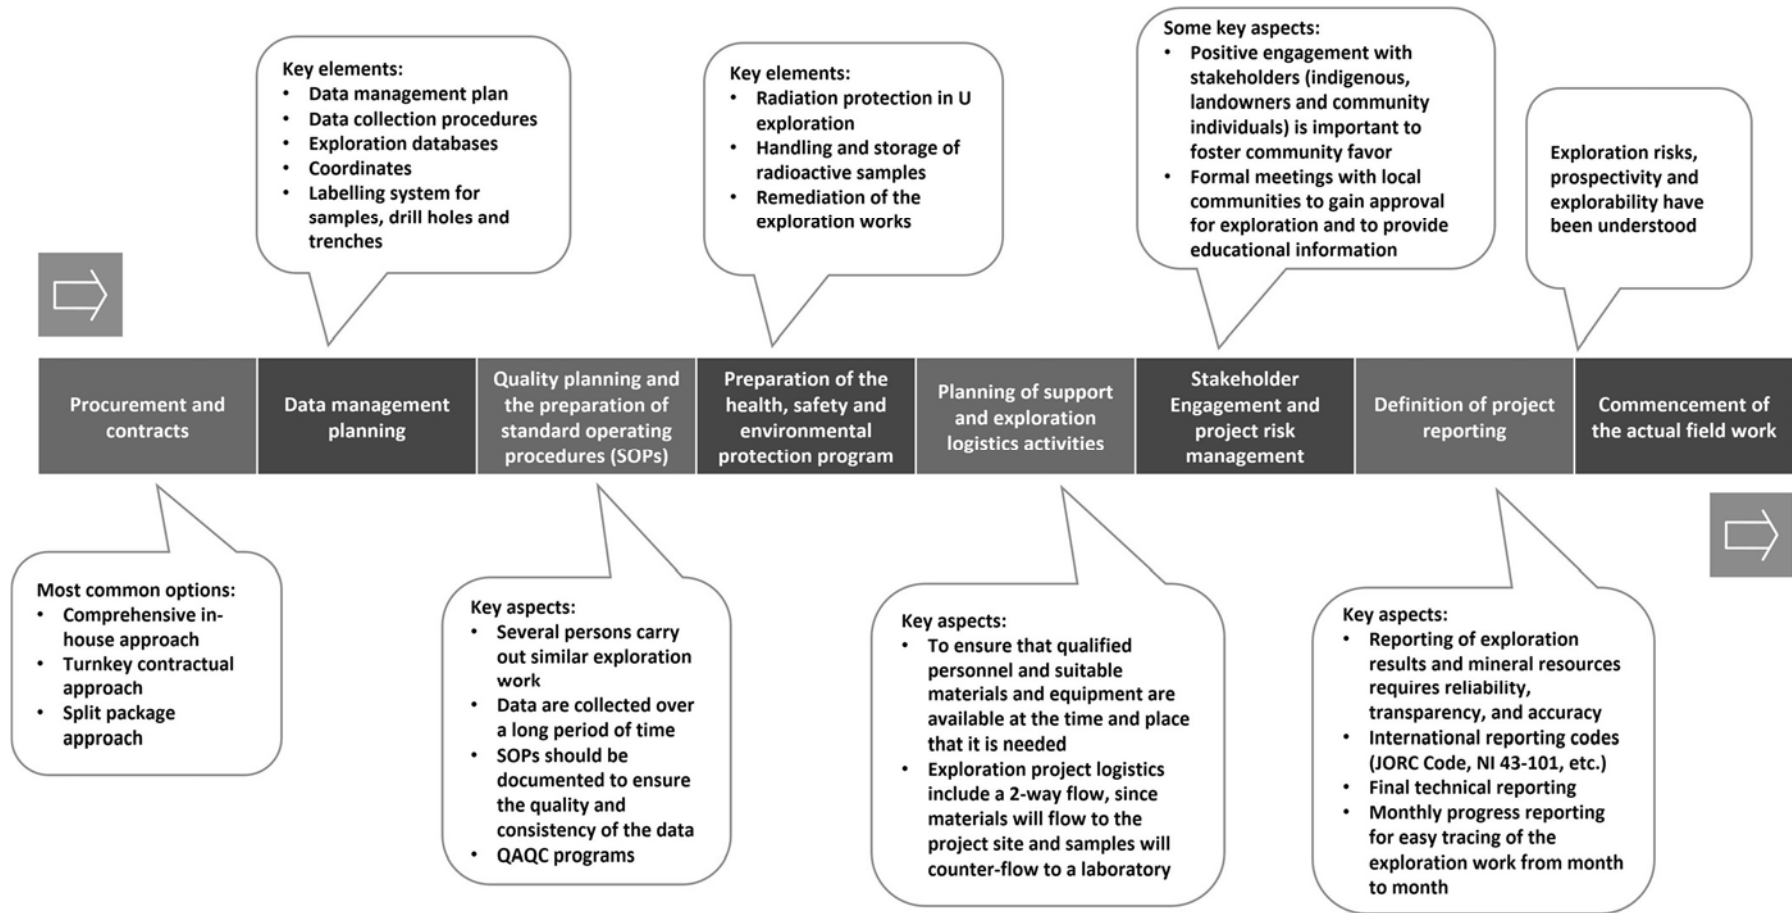 Key elements:
• Data management plan
• Data collection procedures
• Exploration databases
• Coordinates
• Labelling system for
samples, drill holes and
trenches
Key elements:
• Radiation protection in U
exploration
• Handling and storage of
radioactive samples
• Remediation of the
exploration works
Some key aspects:
• Positive engagement with
stakeholders (indigenous,
landowners and community
individuals) is important to
foster community favor
• Formal meetings with local
communities to gain approval
for exploration and to provide
educational information
Exploration risks,
prospectivity and
explorability have
been understood
Procurement and
contracts
Data management
planning
Quality planning and
the preparation of
standard operating
procedures (SOPs)
Preparation of the
health, safety and
environmental
protection program
Planning of support
and exploration
logistics activities
Stakeholder
Engagement and
project risk
management
Definition of project
reporting
Commencement of
the actual field work
Most common options:
• Comprehensive in-
house approach
• Turnkey contractual
approach
• Split package
approach
Key aspects:
• Several persons carry
out similar exploration
work
• Data are collected over
a long period of time
• SOPs should be
documented to ensure
the quality and
consistency of the data
• QAQC programs
Key aspects:
• To ensure that qualified
personnel and suitable
materials and equipment are
available at the time and place
that it is needed
• Exploration project logistics
include a 2-way flow, since
materials will flow to the
project site and samples will
counter-flow to a laboratory
Key aspects:
• Reporting of exploration
results and mineral resources
requires reliability,
transparency, and accuracy
• International reporting codes
(JORC Code, NI 43-101, etc.)
• Final technical reporting
• Monthly progress reporting
for easy tracing of the
exploration work from month
to month